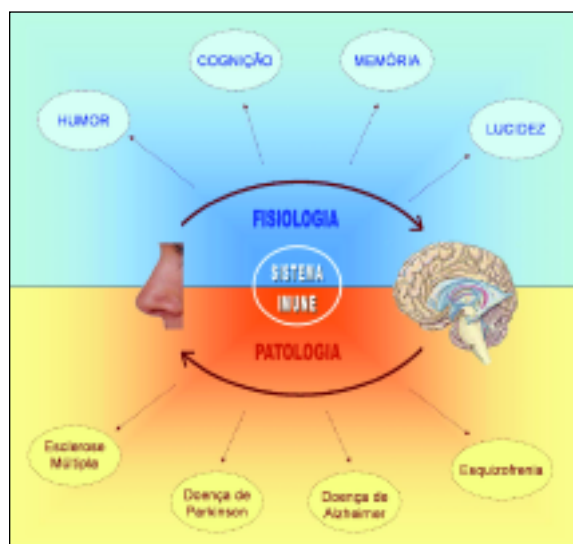 COGNIÇÃO
MEMÓRIA
HUMOR
LUCIDEZ
FISIOLOGIA
SISTEMA
IMUNE
PATOLOGIA
Esclerose
Múltipla
Doença de
Parkinson
Doença de
Alzheimer
Esquizofrenia